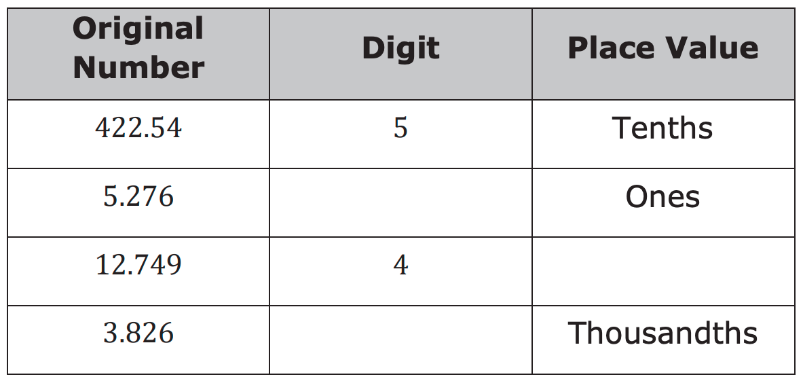 Original
Number
Digit
Place Value
422.54
5
Tenths
5.276
Ones
12.749
4
3.826
Thousandths